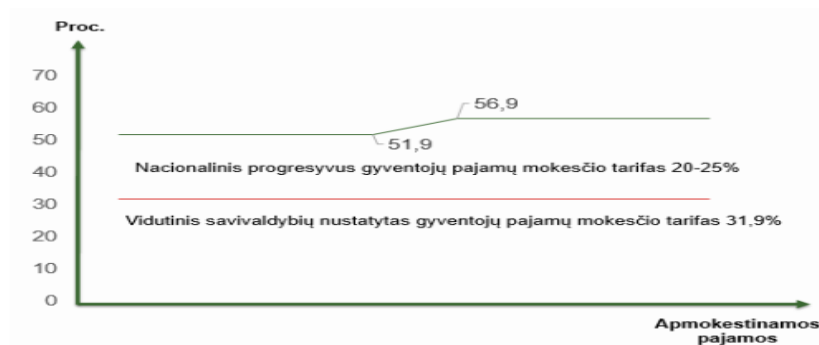 Proc.
70
60
56,9
50
51,9
40
Nacionalinis progresyvus gyventojų pajamų mokesčio tarifas 20-25%
30
Vidutinis savivaldybių nustatytas gyventojų pajamų mokesčio tarifas 31,9%
20
10
0
Apmokestinamos
pajamos